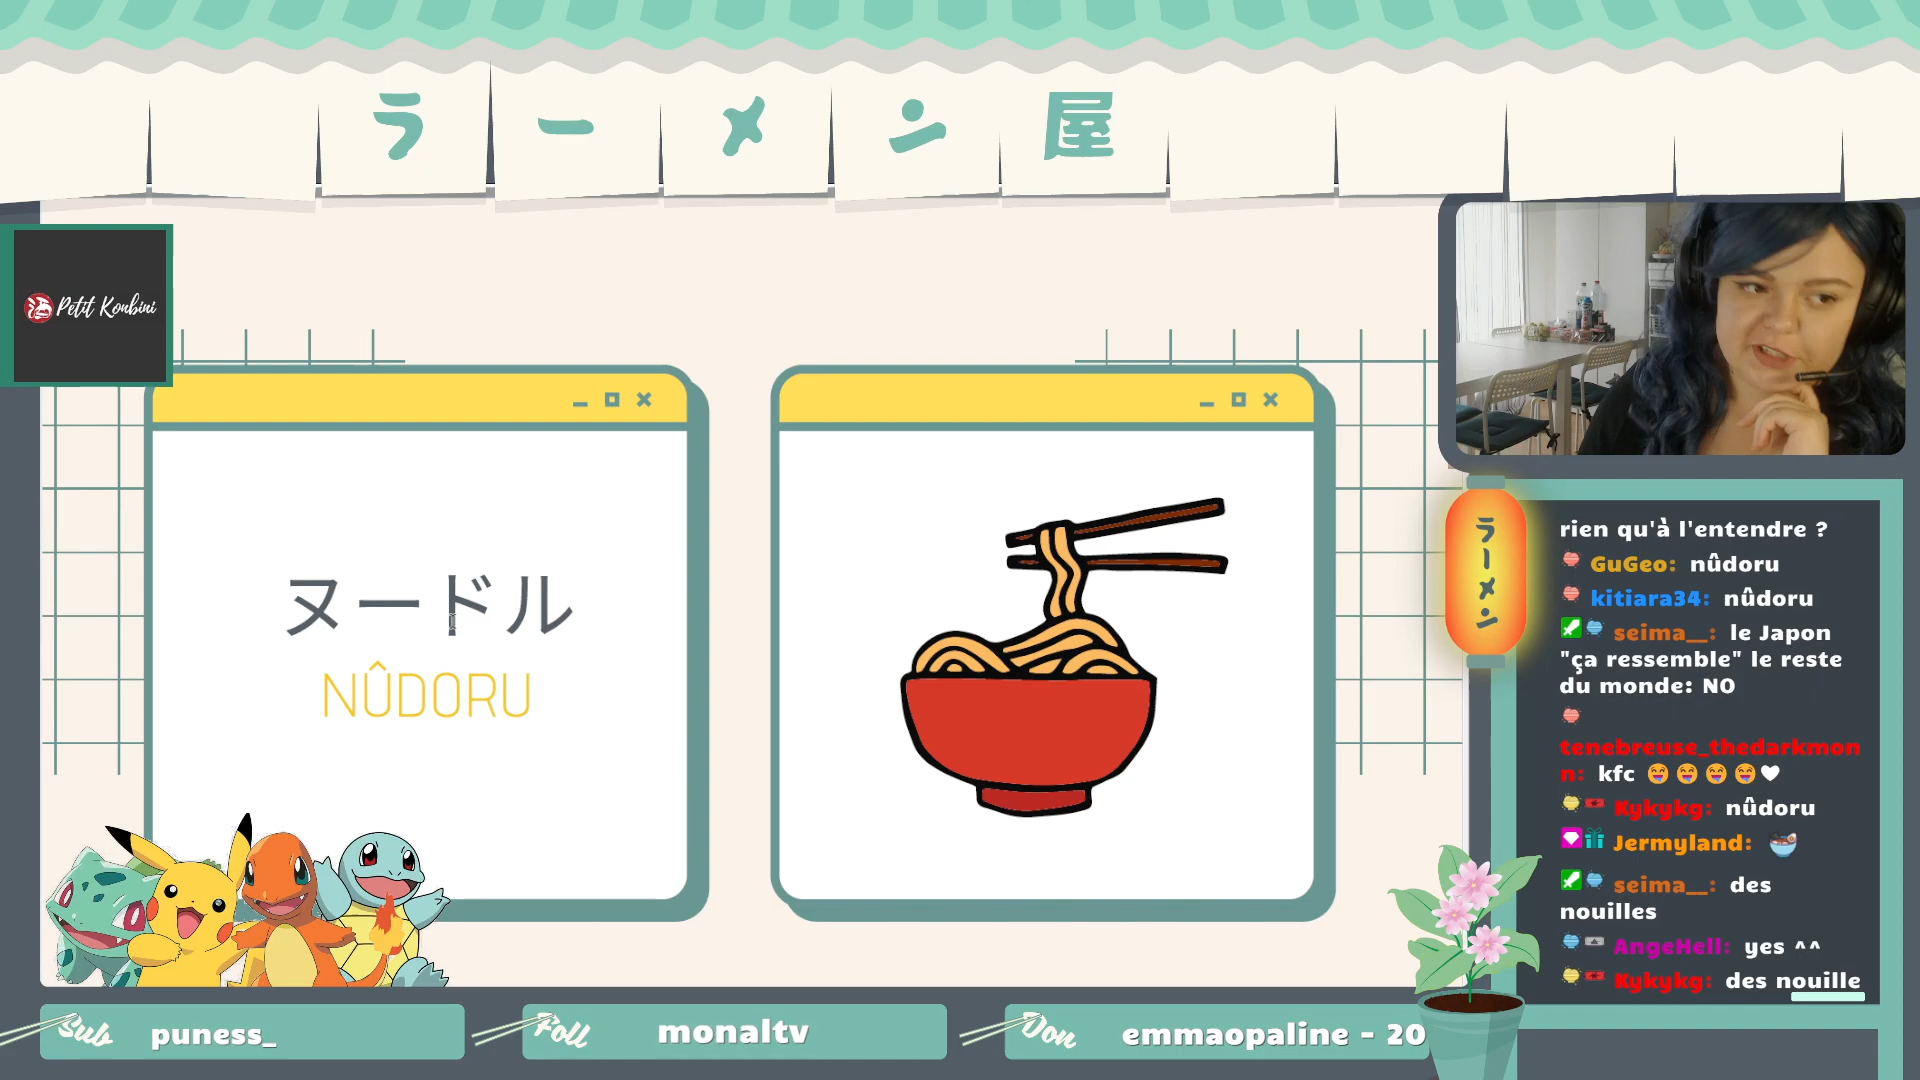 ラーメン屋
Petit Konbini
ヌードル
NÛDORU
ラーメン
rien qu'à l'entendre ?
GuGeo: nûdoru
kitiara34: nûdoru
seima__: le Japon
"ça ressemble" le reste
du monde: NO
tenebreuse_thedarkmon
n: kfc
Kykykg: nûdoru
Jermyland:
seima__: des
nouilles
AngeHell: yes ^^
Kykykg: des nouille
Sub puness_
Foll monaltv
Don emmaopaline - 20